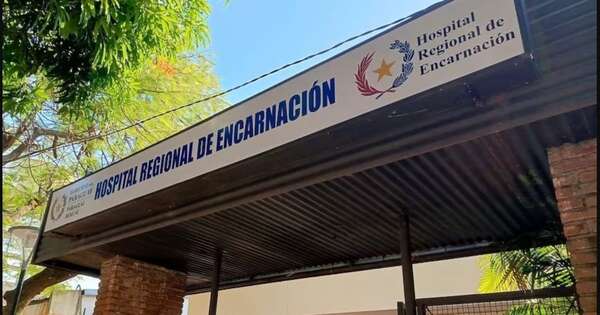 Hospital
Regional de
Encarnación
HOSPITAL REGIONAL DE ENCARNACIÓN